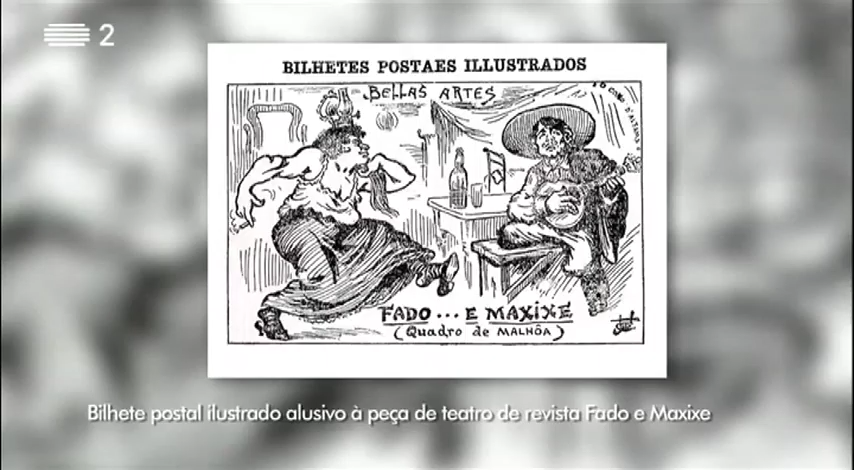 2
BILHETES POSTAES ILLUSTRADOS
BELLAS ARTES
FADO... E MAXIXE
(Quadro de MALHÔA)
Bilhete postal ilustrado alusivo à peça de teatro de revista Fado e Maxixe